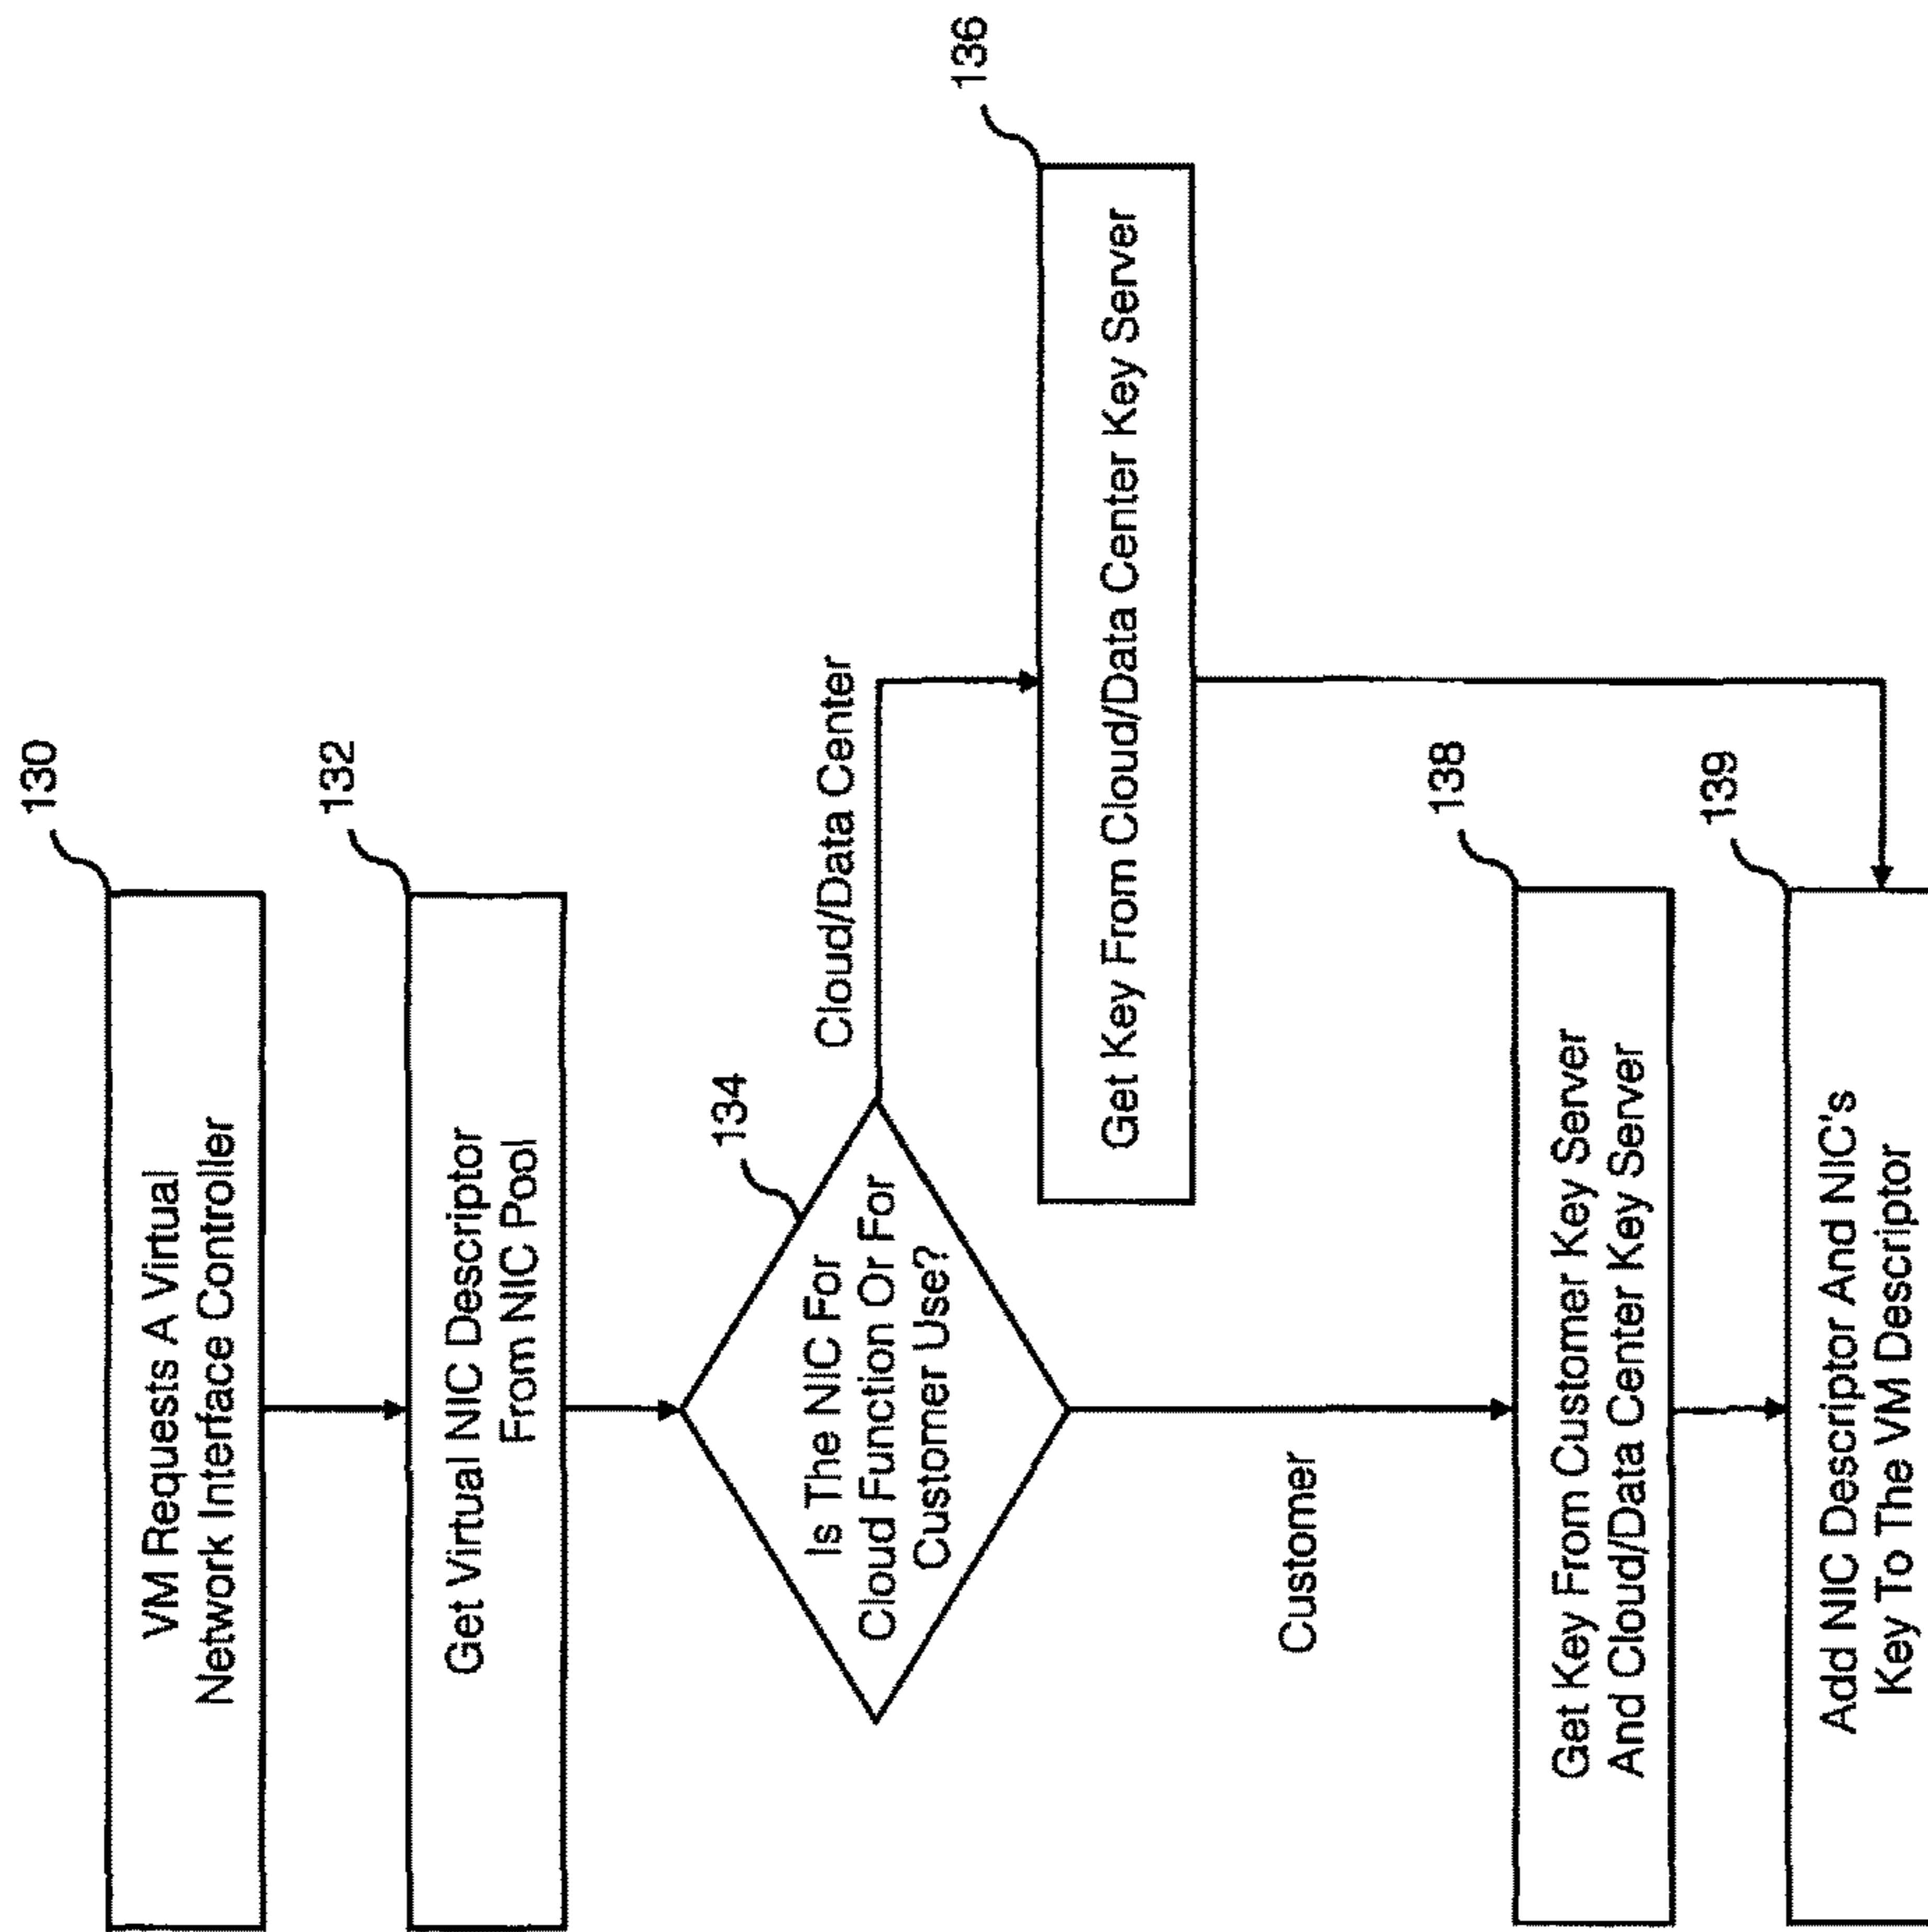 130
VM Requests A Virtual
Network Interface Controller
132
Get Virtual NIC Descriptor
From NIC Pool
134
Is The NIC For
Cloud Function Or For
Customer Use?
Cloud/Data Center
136
Get Key From Cloud/Data Center Key Server
Customer
138
Get Key From Customer Key Server
And Cloud/Data Center Key Server
139
Add NIC Descriptor And NIC's
Key To The VM Descriptor